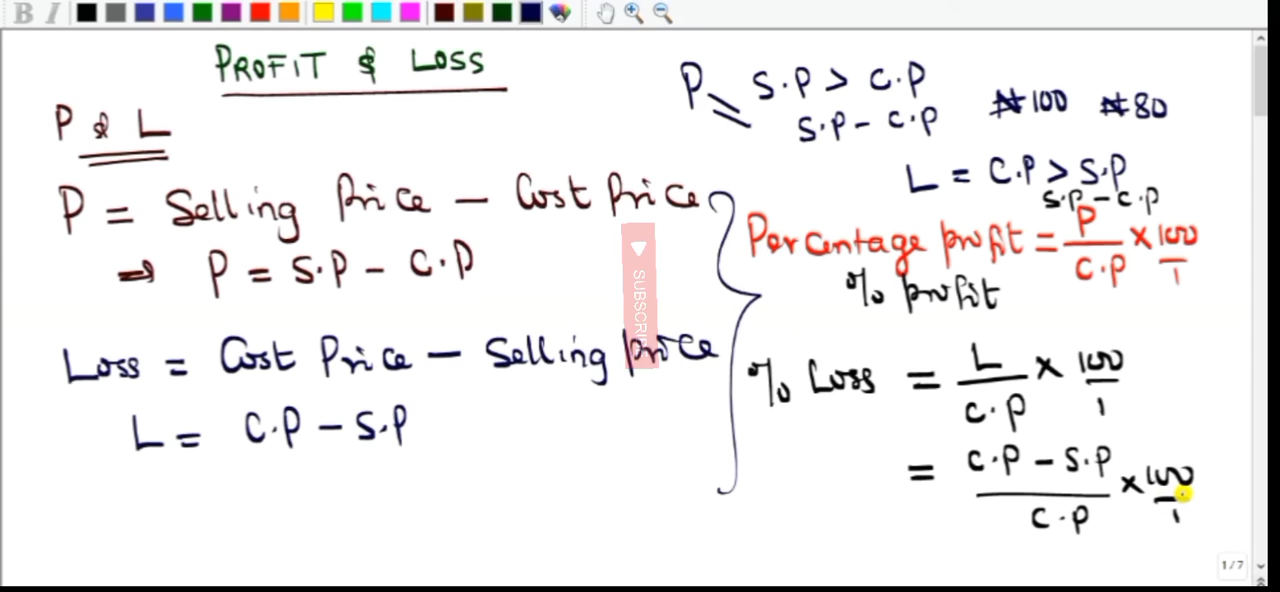 B I
PROFIT & LOSS
P & L
P = Selling Price - Cost Price
⇒ P = S.P - C.P
Loss = Cost Price - Selling price
L = C.P - S.P
SUBSCRIBE
P S.P > C.P
S.P - C.P
₦100 ₦80
L = C.P > S.P
S.P - C.P
Percentage profit = P/C.P × 100/1
% profit
% Loss = L/C.P × 100/1
= C.P - S.P/C.P × 100/1
1/7